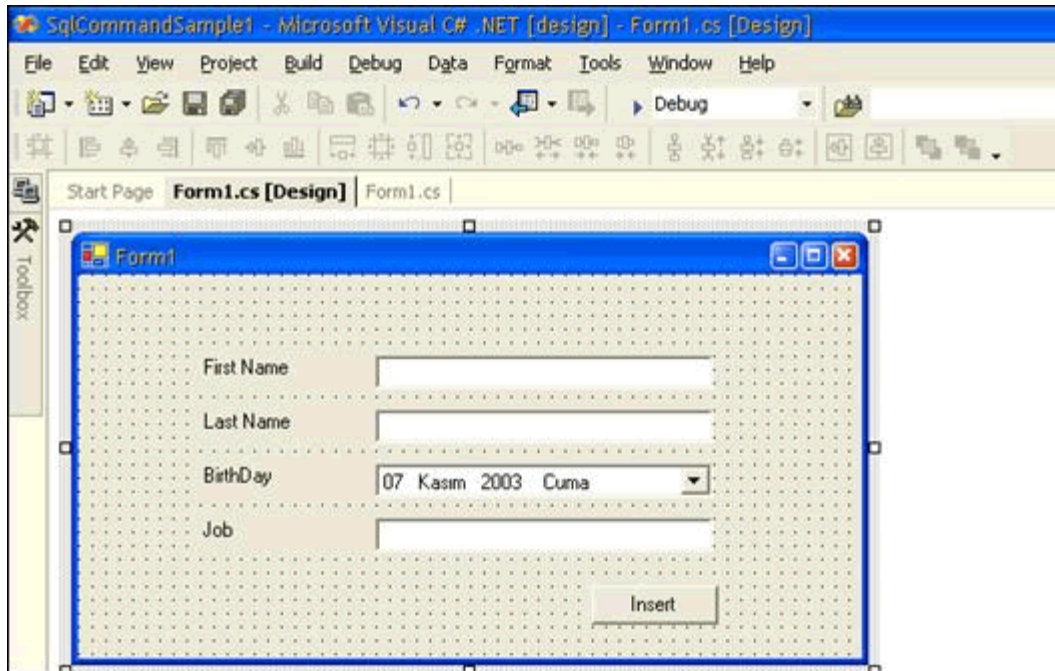 SqlCommandSample1 - Microsoft Visual C# .NET [design] - Form1.cs [Design]
File Edit View Project Build Debug Data Format Tools Window Help
Debug
Start Page Form1.cs [Design] Form1.cs
Toolbox
Form1
First Name
Last Name
BirthDay
07 Kasım 2003 Cuma
Job
Insert